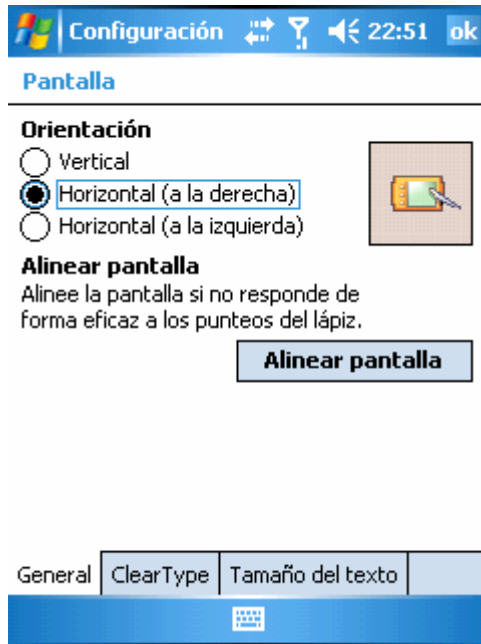 Configuración 22:51 ok
Pantalla
Orientación
Vertical
Horizontal (a la derecha)
Horizontal (a la izquierda)
Alinear pantalla
Alinee la pantalla si no responde de
forma eficaz a los punteos del lápiz.
Alinear pantalla
General ClearType Tamaño del texto